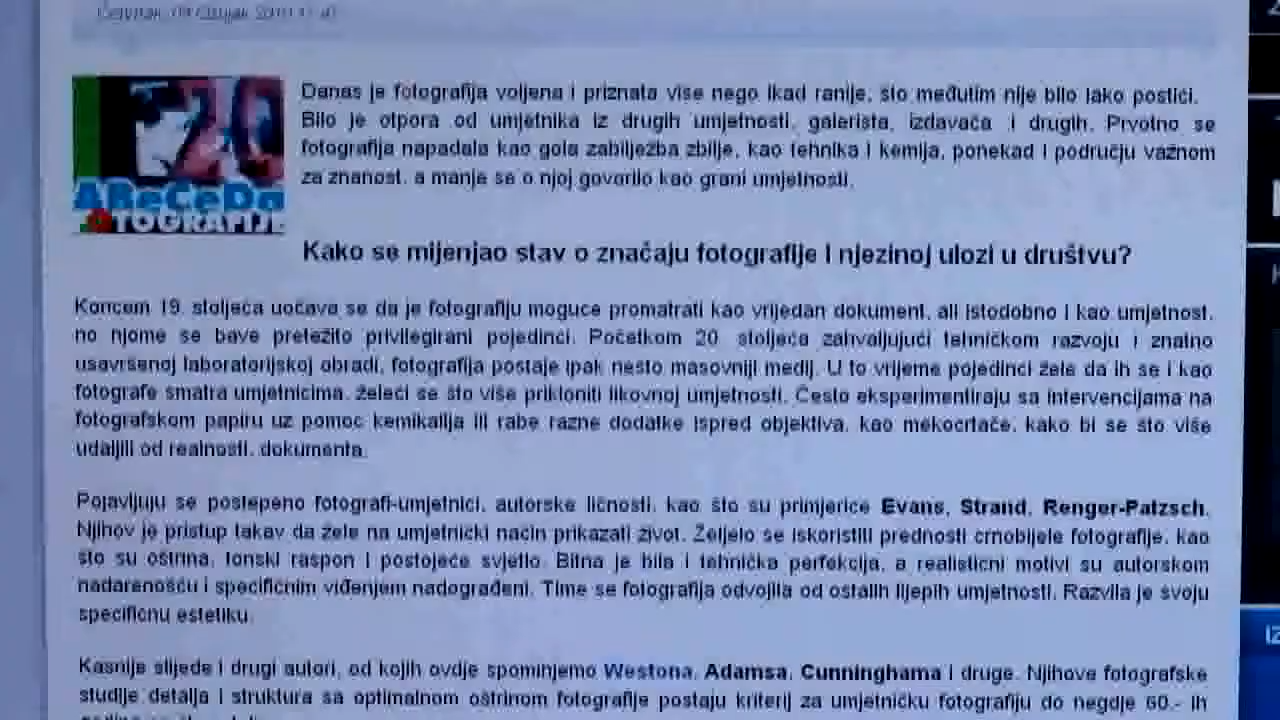 Danas je fotografija voljena i priznata više nego ikad ranije, što međutim nije bilo lako postići.
Bilo je otpora od umjetnika iz drugih umjetnosti, galerista, izdavača i drugih. Prvotno se
fotografija napadala kao gola zabilježba zbilje, kao tehnika i kemija, ponekad i području važnom
za znanost, a manje se o njoj govorilo kao grani umjetnosti.
20
ABeCeDa
FOTOGRAFIJE
Kako se mijenjao stav o značaju fotografije i njezinoj ulozi u društvu?
Koncem 19. stoljeća uočava se da je fotografiju moguće promatrati kao vrijedan dokument, ali istodobno i kao umjetnost,
no njome se bave pretežito privilegirani pojedinci. Početkom 20. stoljeća zahvaljujući tehničkom razvoju i znatno
usavršenoj laboratorijskoj obradi, fotografija postaje ipak nešto masovniji medij. U to vrijeme pojedinci žele da ih se i kao
fotografe smatra umjetnicima, želeći se što više prikloniti likovnoj umjetnosti. Često eksperimentiraju sa intervencijama na
fotografskom papiru uz pomoć kemikalija ili rabe razne dodatke ispred objektiva, kao mekocrtače, kako bi se što više
udaljili od realnosti, dokumenta.
Pojavljuju se postepeno fotografi-umjetnici, autorske ličnosti, kao što su primjerice Evans, Strand, Renger-Patzsch.
Njihov je pristup takav da žele na umjetnički način prikazati život. Željelo se iskoristiti prednosti crnobijele fotografije, kao
što su oštrina, tonski raspon i postojeće svjetlo. Bitna je bila i tehnička perfekcija, a realistični motivi su autorskom
nadarenošću i specifičnim viđenjem nadograđeni. Time se fotografija odvojila od ostalih lijepih umjetnosti. Razvila je svoju
specifičnu estetiku.
Kasnije slijede i drugi autori, od kojih ovdje spominjemo Westona, Adamsa, Cunninghama i druge. Njihove fotografske
studije detalja i struktura sa optimalnom oštrinom fotografije postaju kriterij za umjetničku fotografiju do negdje 60.- ih